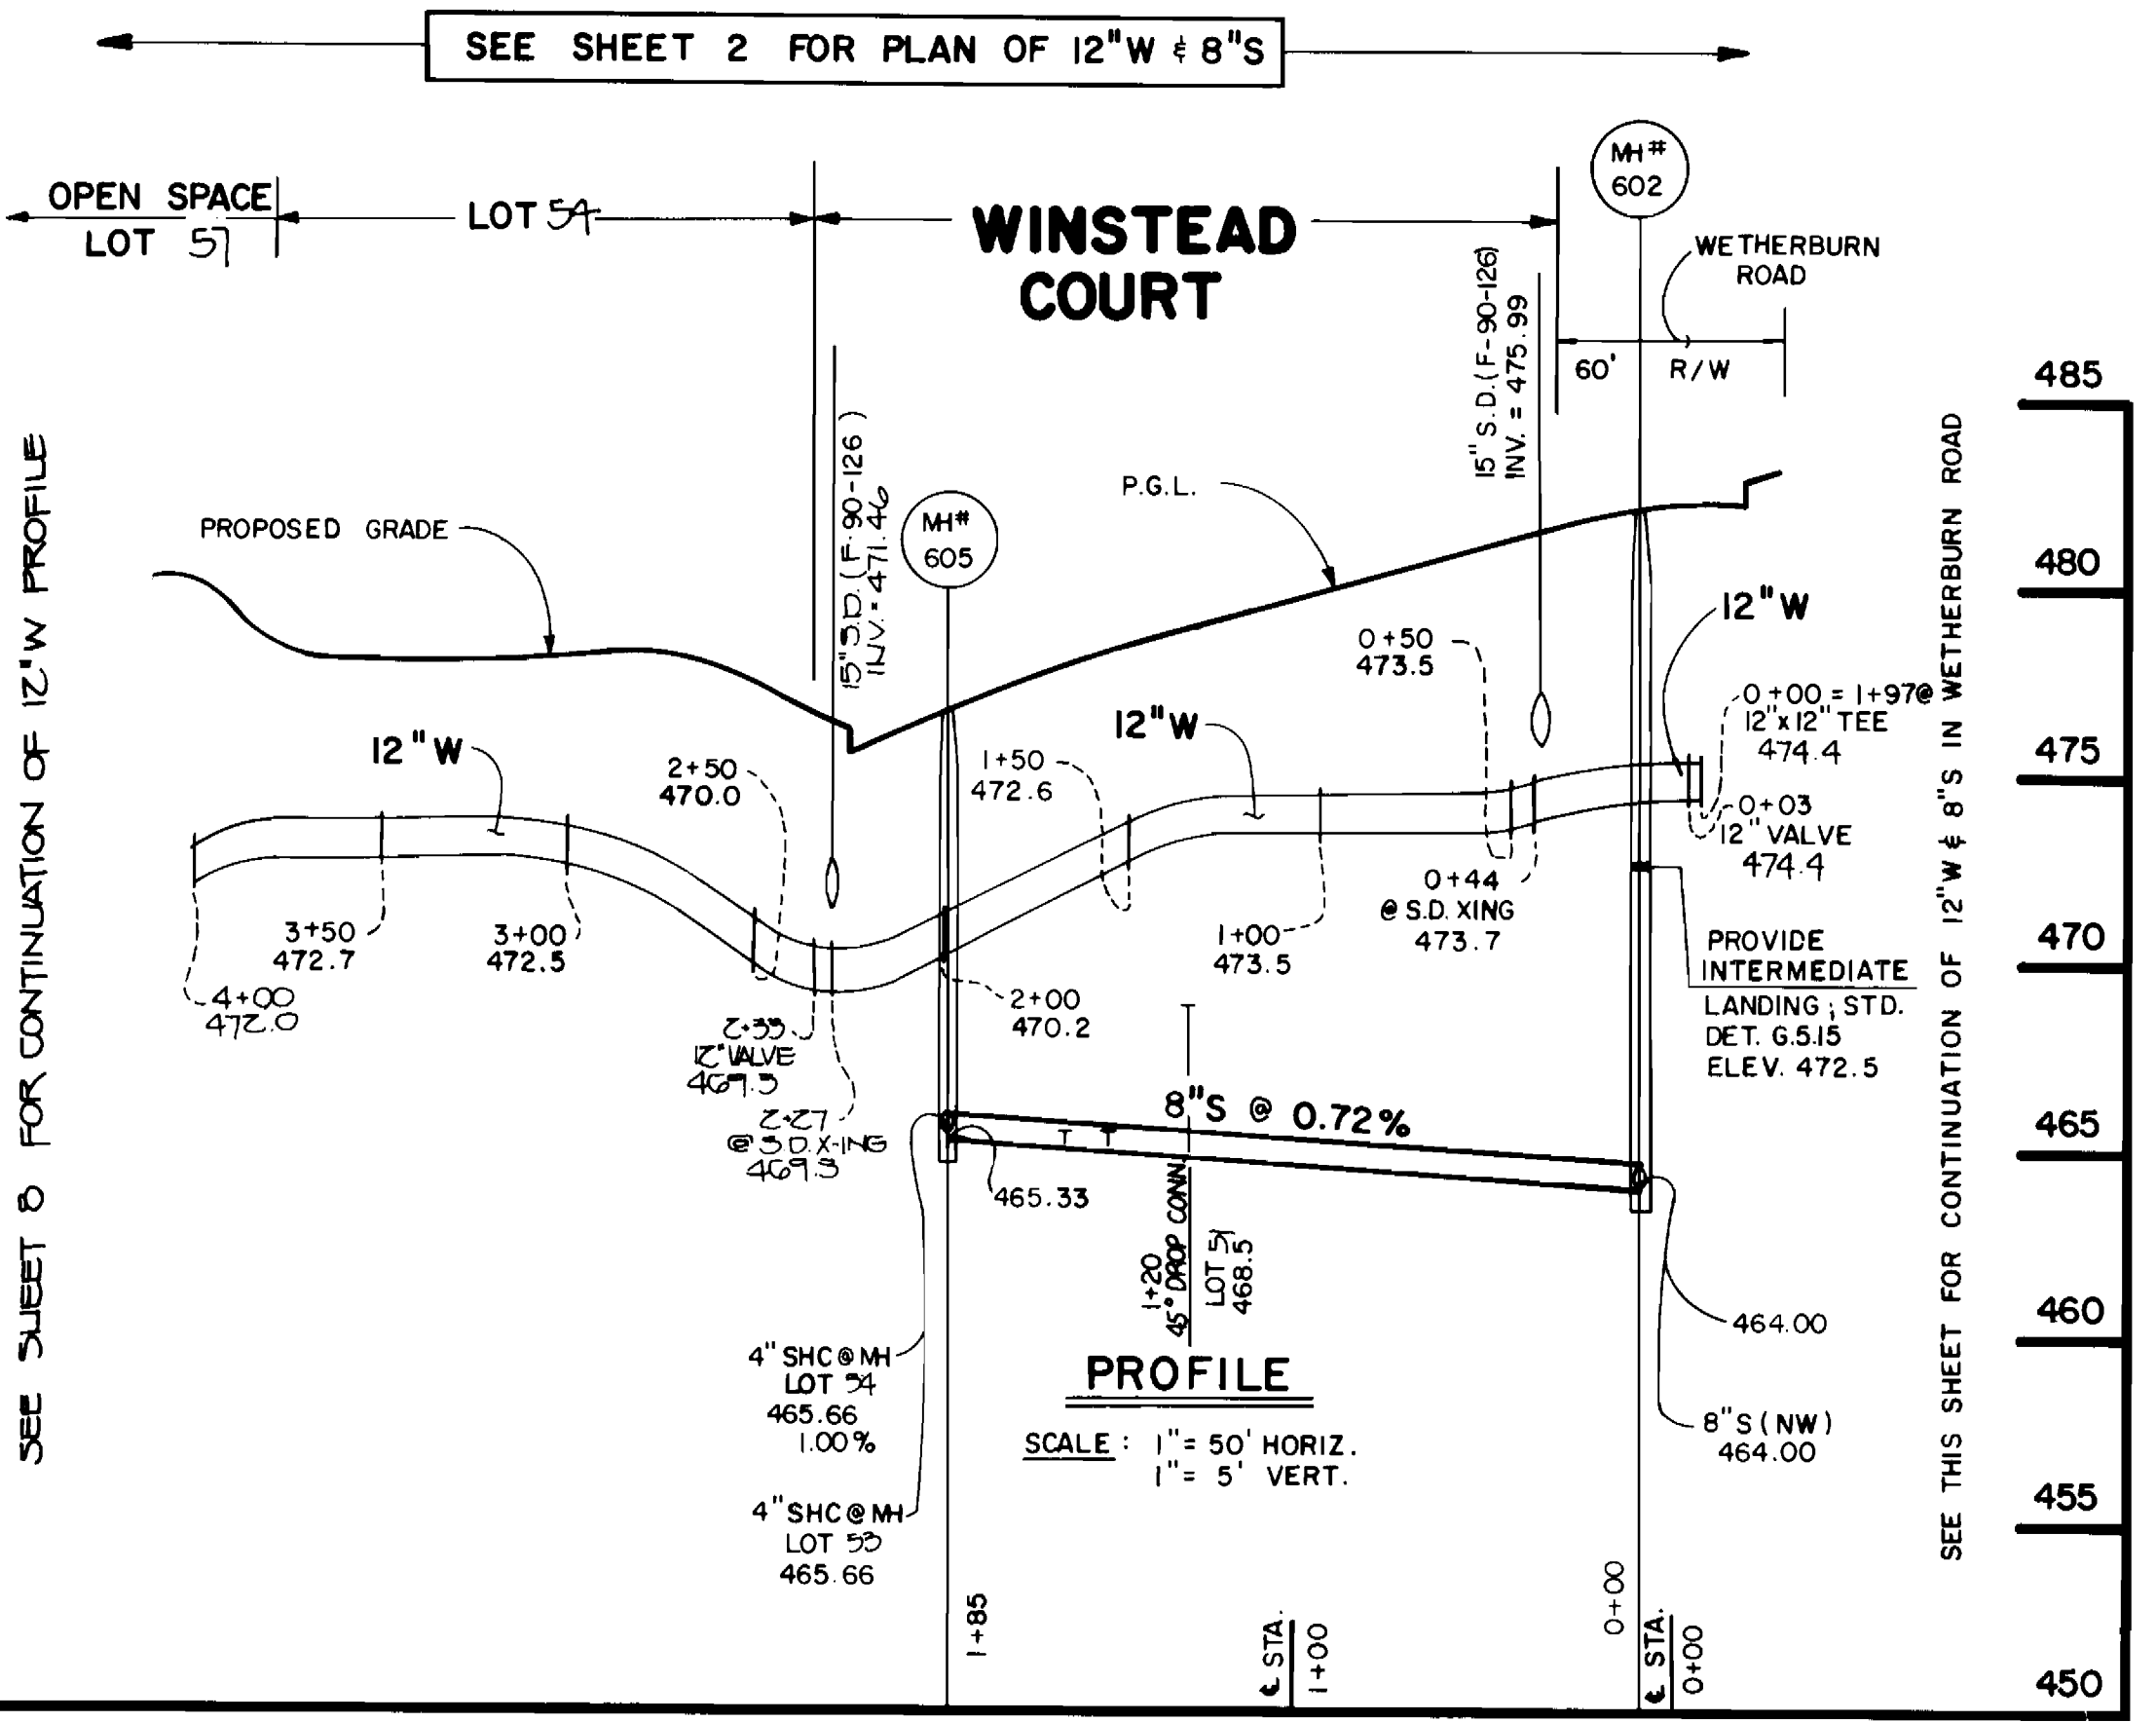 SEE SHEET 2 FOR PLAN OF 12"W & 8"S
OPEN SPACE
LOT 57
LOT 54
WINSTEAD
COURT
MH#
602
WETHERBURN
ROAD
60' R/W
15" S.D. (F-90-126)
INV. = 475.99
15" S.D. (F-90-126)
INV. = 471.46
MH#
605
P.G.L.
PROPOSED GRADE
SEE SHEET 8 FOR CONTINUATION OF 12"W PROFILE
SEE THIS SHEET FOR CONTINUATION OF 12"W & 8"S IN WETHERBURN ROAD
485
480
475
470
465
460
455
450
12"W
12"W
12"W
0+50
473.5
0+00 = 1+97@
12"x12" TEE
474.4
0+03
12" VALVE
474.4
2+50
470.0
1+50
472.6
0+44
@ S.D. XING
473.7
1+00
473.5
3+50
472.7
3+00
472.5
4+00
472.0
2+33
12" VALVE
469.3
2+27
@ S.D. X-ING
469.3
2+00
470.2
PROVIDE
INTERMEDIATE
LANDING; STD.
DET. G.5.15
ELEV. 472.5
8"S @ 0.72%
465.33
1+20
45° DROP CONN.
LOT 51
468.5
464.00
8"S (NW)
464.00
4" SHC @ MH
LOT 54
465.66
1.00%
4" SHC @ MH
LOT 53
465.66
PROFILE
SCALE : 1" = 50' HORIZ.
1" = 5' VERT.
1+85
℄ STA.
1+00
0+00
℄ STA.
0+00